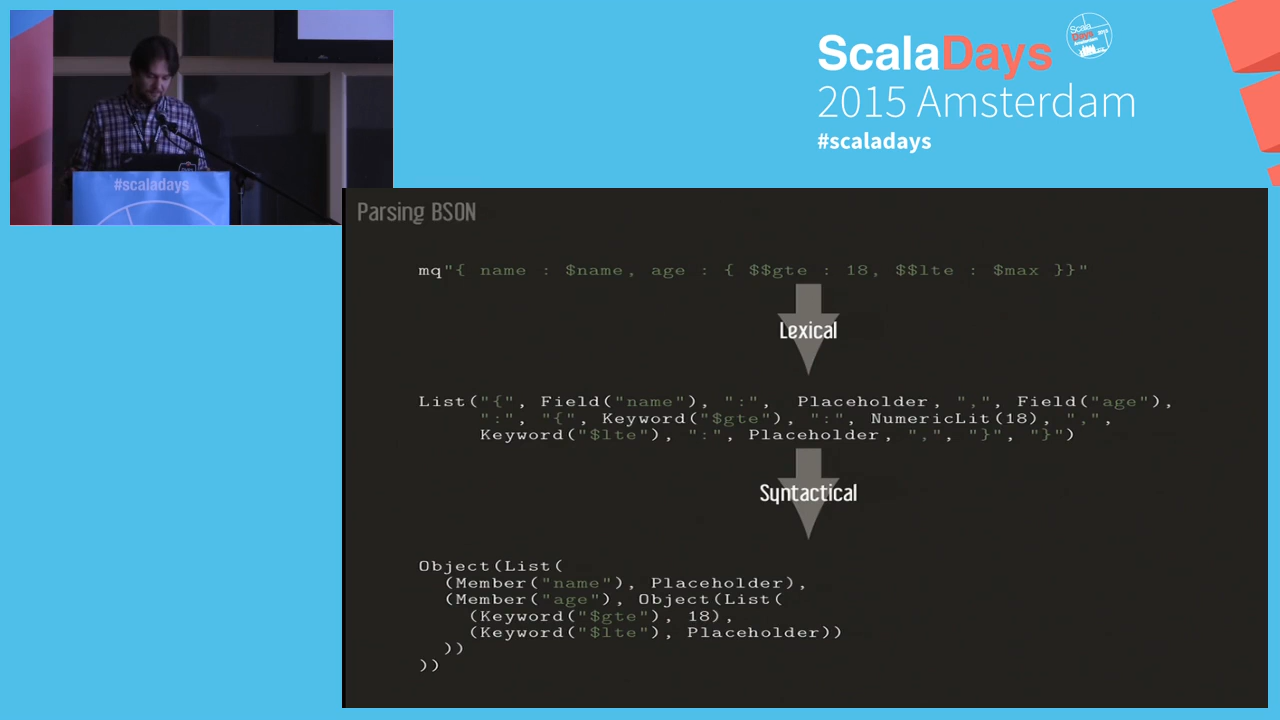 ScalaDays
2015 Amsterdam
#scaladays
Scala
Days
#scaladays
Parsing BSON
mq"{ name : $name, age : { $$gte : 18, $$lte : $max }}"
Lexical
List("{", Field("name"), ":",  Placeholder, ",", Field("age"),
":", "{", Keyword("$gte"), ":", NumericLit(18), ",",
Keyword("$lte"), ":", Placeholder, ",", "}", "}")
Syntactical
Object(List(
(Member("name"), Placeholder),
(Member("age"), Object(List(
(Keyword("$gte"), 18),
(Keyword("$lte"), Placeholder))
))
))